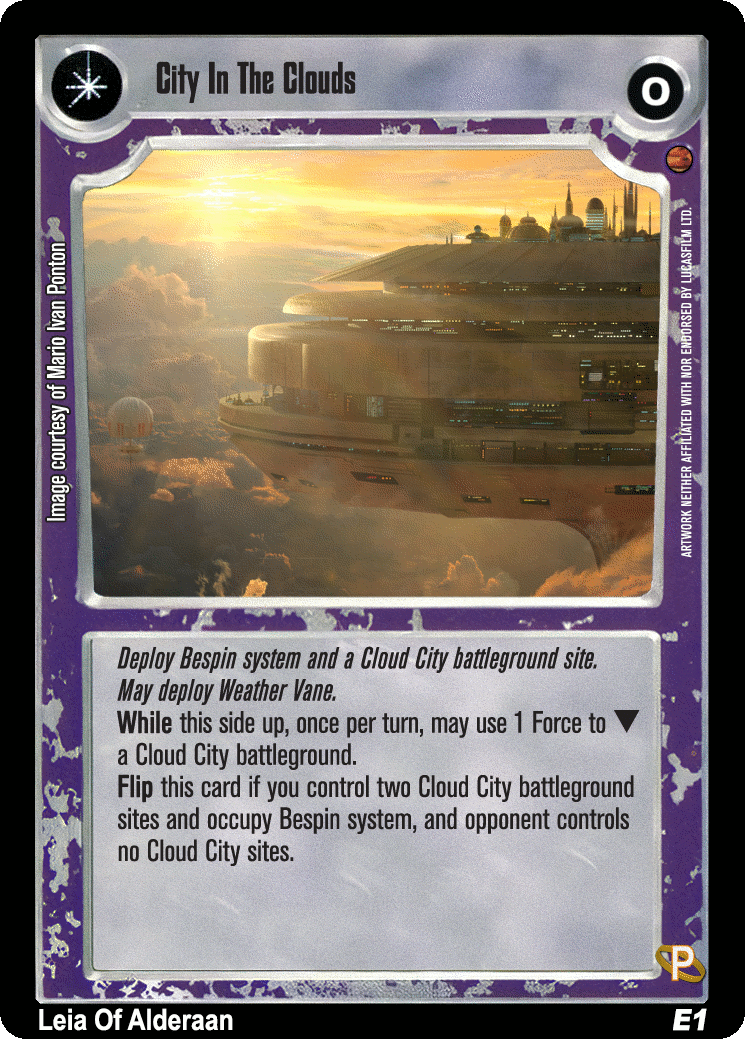 City In The Clouds
0
Image courtesy of Mario Ivan Ponton
ARTWORK NEITHER AFFILIATED WITH NOR ENDORSED BY LUCASFILM LTD.
Deploy Bespin system and a Cloud City battleground site.
May deploy Weather Vane.
While this side up, once per turn, may use 1 Force to ▼
a Cloud City battleground.
Flip this card if you control two Cloud City battleground
sites and occupy Bespin system, and opponent controls
no Cloud City sites.
P
Leia Of Alderaan
E1